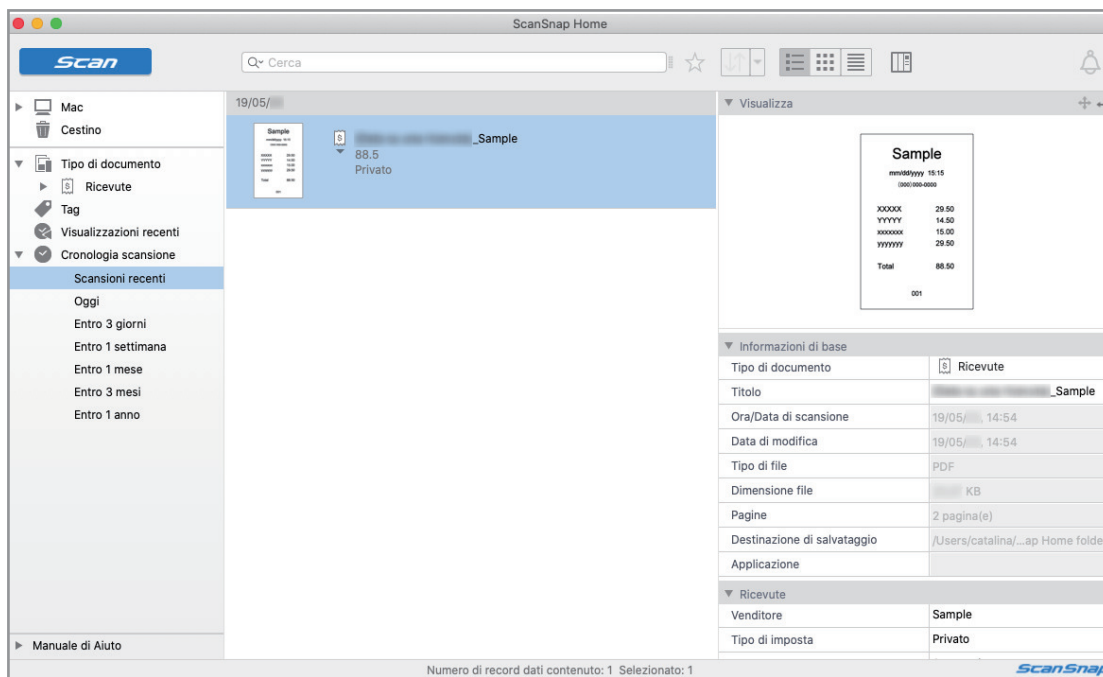 ScanSnap Home
Scan
Cerca
Mac
Cestino
Tipo di documento
Ricevute
Tag
Visualizzazioni recenti
Cronologia scansione
Scansioni recenti
Oggi
Entro 3 giorni
Entro 1 settimana
Entro 1 mese
Entro 3 mesi
Entro 1 anno
Manuale di Aiuto
19/05/
Sample
_Sample
88.5
Privato
Visualizza
Sample
mm/dd/yyyy 15:15
(000)000-0000
XXXXX 29.50
YYYYY 14.50
xxxxxxx 15.00
yyyyyyy 29.50
Total 88.50
001
Informazioni di base
Tipo di documento Ricevute
Titolo _Sample
Ora/Data di scansione 19/05/ , 14:54
Data di modifica 19/05/ , 14:54
Tipo di file PDF
Dimensione file KB
Pagine 2 pagina(e)
Destinazione di salvataggio /Users/catalina/...ap Home folde
Applicazione
Ricevute
Venditore Sample
Tipo di imposta Privato
Numero di record dati contenuto: 1 Selezionato: 1
ScanSnap